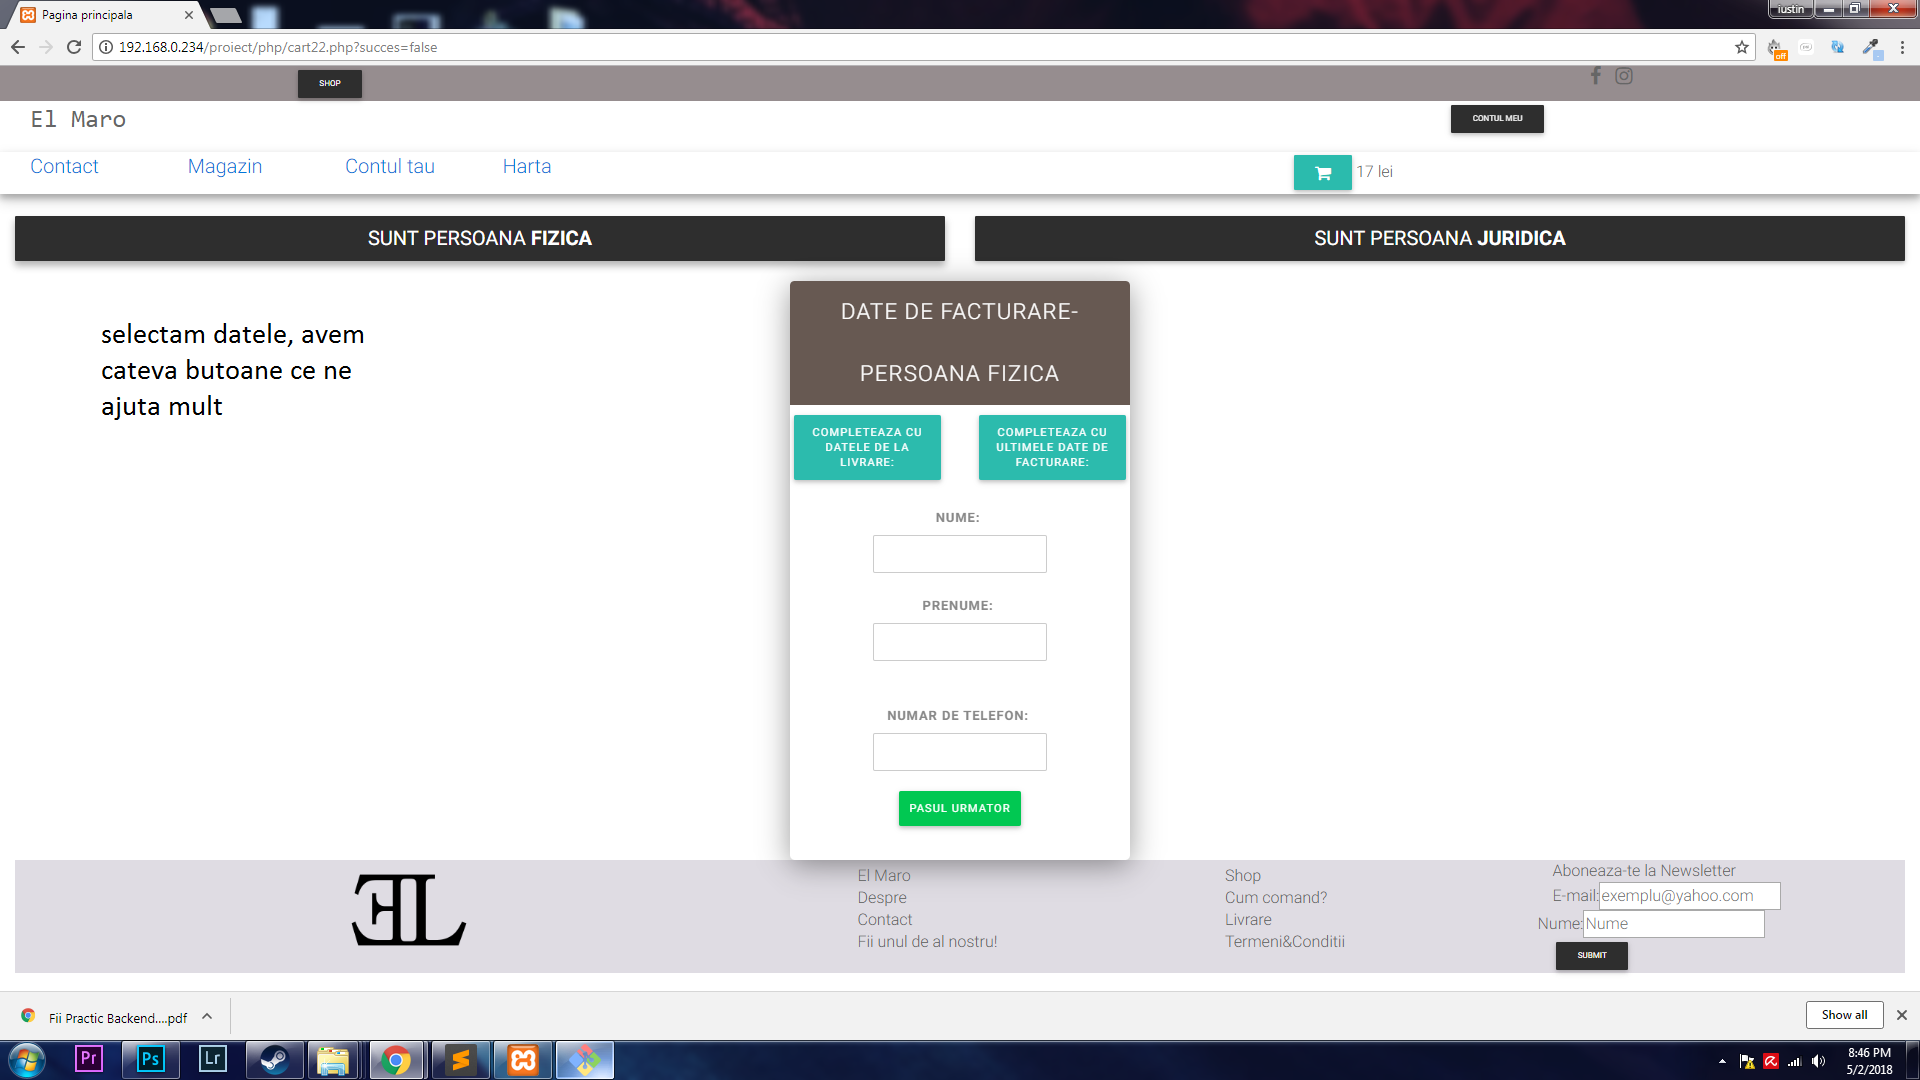 Pagina principala
iustin
192.168.0.234/proiect/php/cart22.php?succes=false
off
SHOP
El Maro
CONTUL MEU
Contact Magazin Contul tau Harta
17 lei
SUNT PERSOANA FIZICA
SUNT PERSOANA JURIDICA
selectam datele, avem
cateva butoane ce ne
ajuta mult
DATE DE FACTURARE-
PERSOANA FIZICA
COMPLETEAZA CU
DATELE DE LA
LIVRARE:
COMPLETEAZA CU
ULTIMELE DATE DE
FACTURARE:
NUME:
PRENUME:
NUMAR DE TELEFON:
PASUL URMATOR
EL
El Maro
Despre
Contact
Fii unul de al nostru!
Shop
Cum comand?
Livrare
Termeni&Conditii
Aboneaza-te la Newsletter
E-mail: exemplu@yahoo.com
Nume: Nume
SUBMIT
Fii Practic Backend....pdf
Show all
Pr
Ps
Lr
8:46 PM
5/2/2018